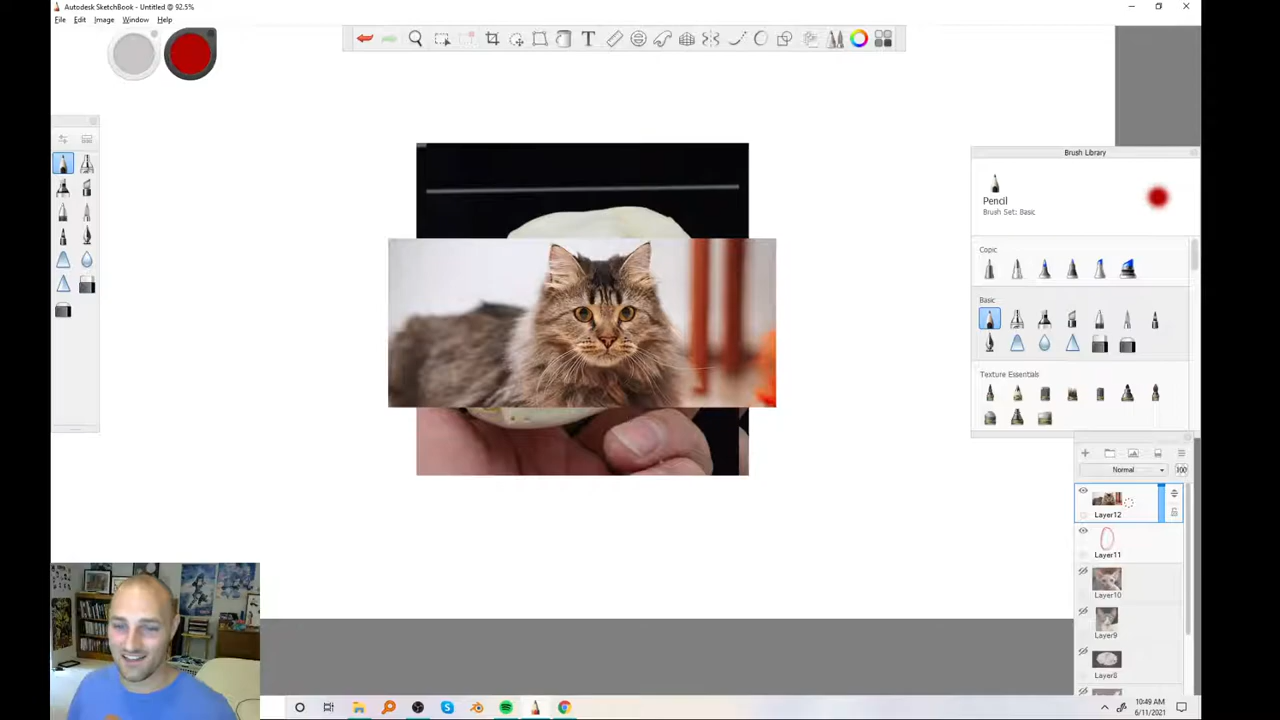 Autodesk SketchBook - Untitled @ 92.5%
File Edit Image Window Help
Brush Library
Pencil
Brush Set: Basic
Copic
Basic
Texture Essentials
Normal
100
Layer12
Layer11
Layer10
Layer9
Layer8
10:49 AM
6/11/2021